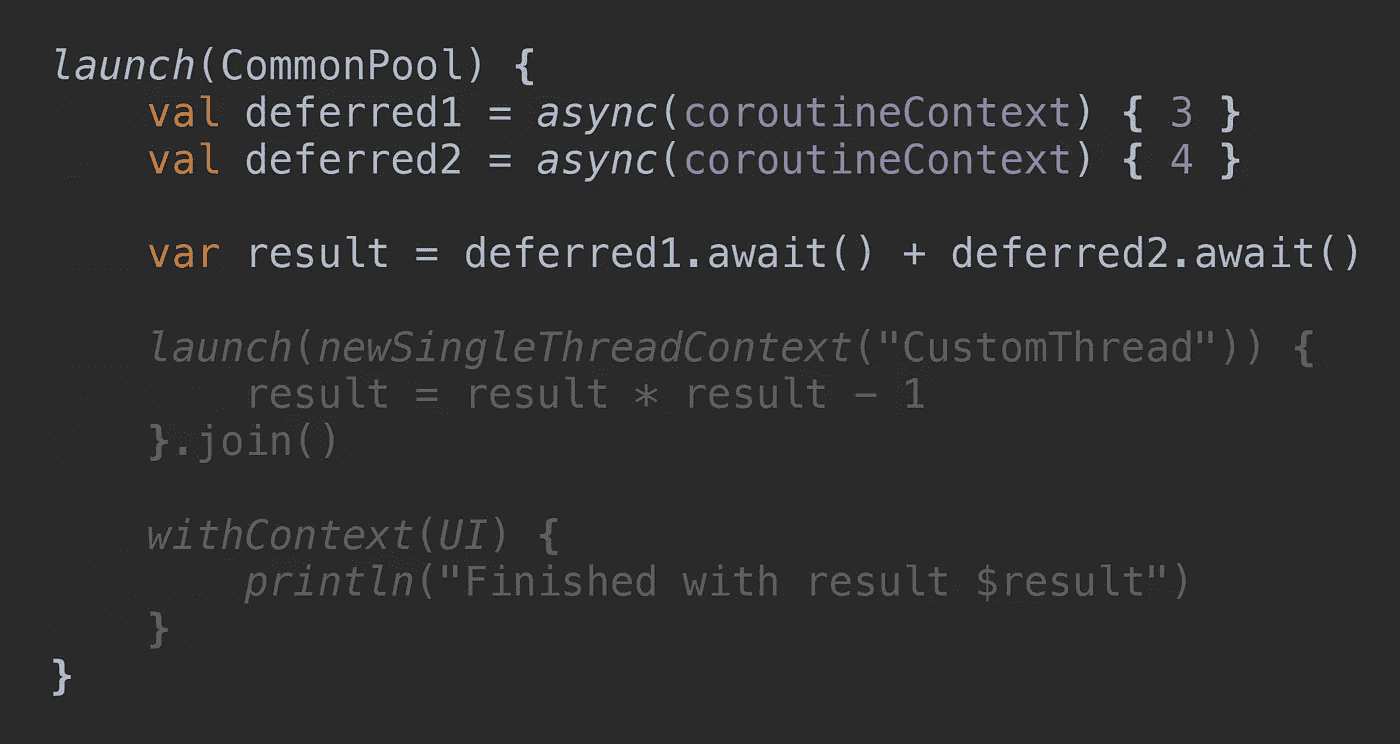 launch(CommonPool) {
    val deferred1 = async(coroutineContext) { 3 }
    val deferred2 = async(coroutineContext) { 4 }

    var result = deferred1.await() + deferred2.await()

    launch(newSingleThreadContext("CustomThread")) {
        result = result * result - 1
    }.join()

    withContext(UI) {
        println("Finished with result $result")
    }
}